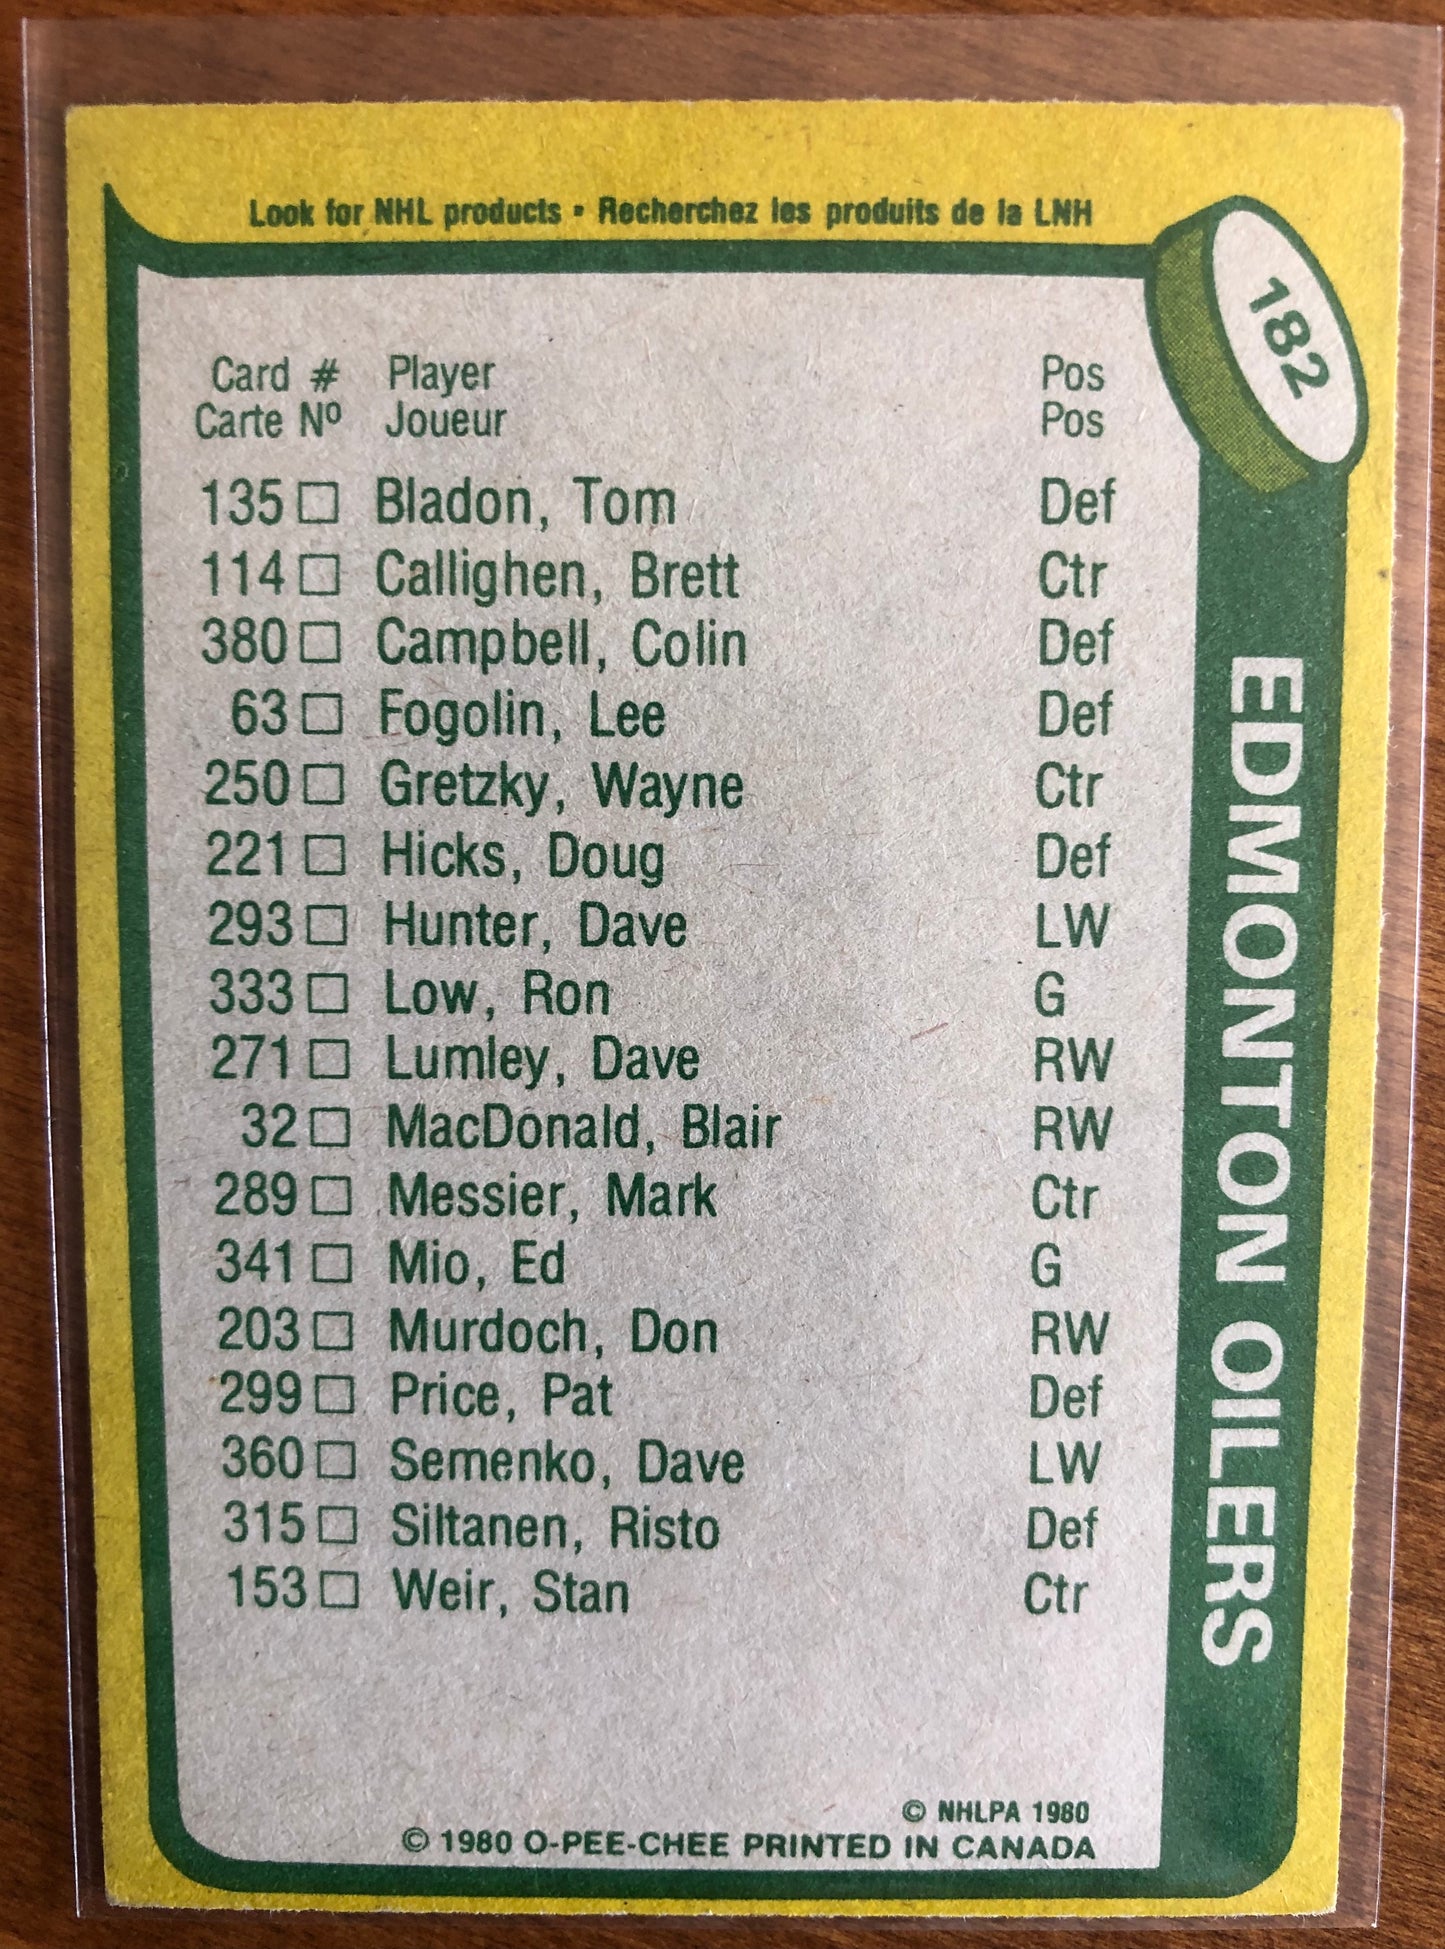 Look for NHL products • Recherchez les produits de la LNH
182
Card # Player Pos
Carte Nº Joueur Pos
135 □ Bladon, Tom Def
114 □ Callighen, Brett Ctr
380 □ Campbell, Colin Def
63 □ Fogolin, Lee Def
250 □ Gretzky, Wayne Ctr
221 □ Hicks, Doug Def
293 □ Hunter, Dave LW
333 □ Low, Ron G
271 □ Lumley, Dave RW
32 □ MacDonald, Blair RW
289 □ Messier, Mark Ctr
341 □ Mio, Ed G
203 □ Murdoch, Don RW
299 □ Price, Pat Def
360 □ Semenko, Dave LW
315 □ Siltanen, Risto Def
153 □ Weir, Stan Ctr
EDMONTON OILERS
© NHLPA 1980
© 1980 O-PEE-CHEE PRINTED IN CANADA